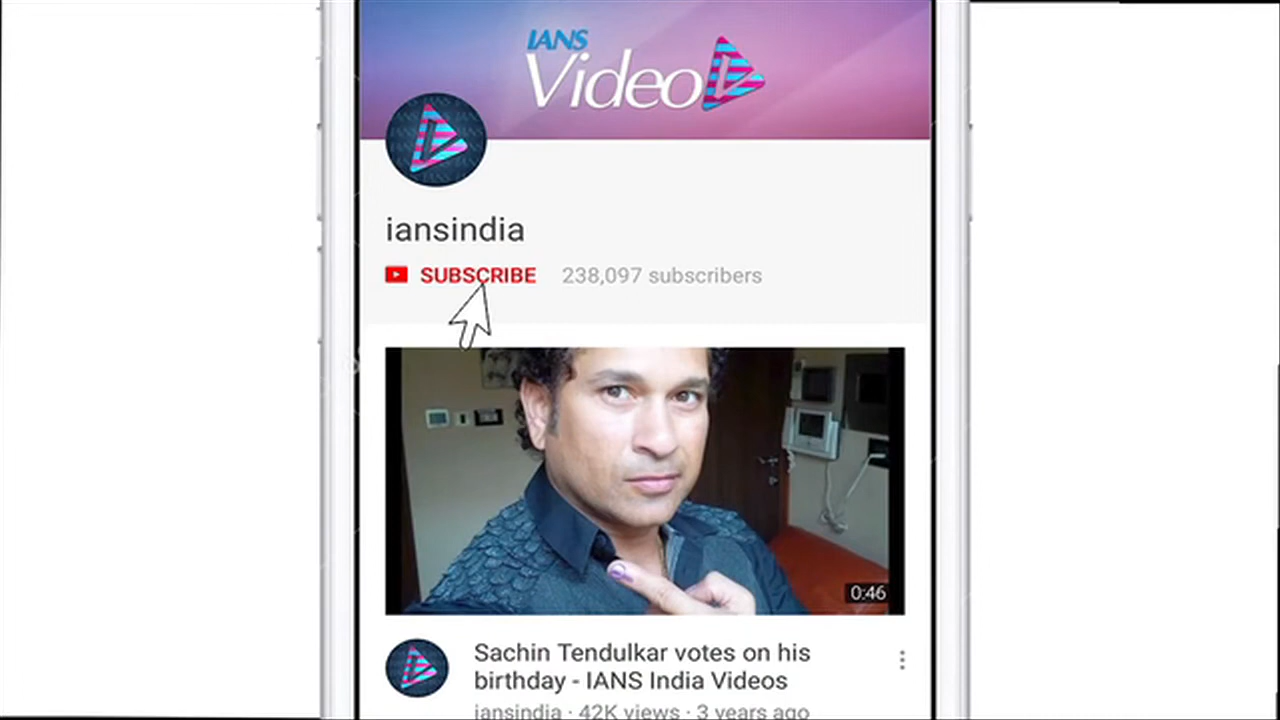 IANS
Video
iansindia
SUBSCRIBE 238,097 subscribers
0:46
Sachin Tendulkar votes on his
birthday - IANS India Videos
iansindia · 42K views · 3 years ago